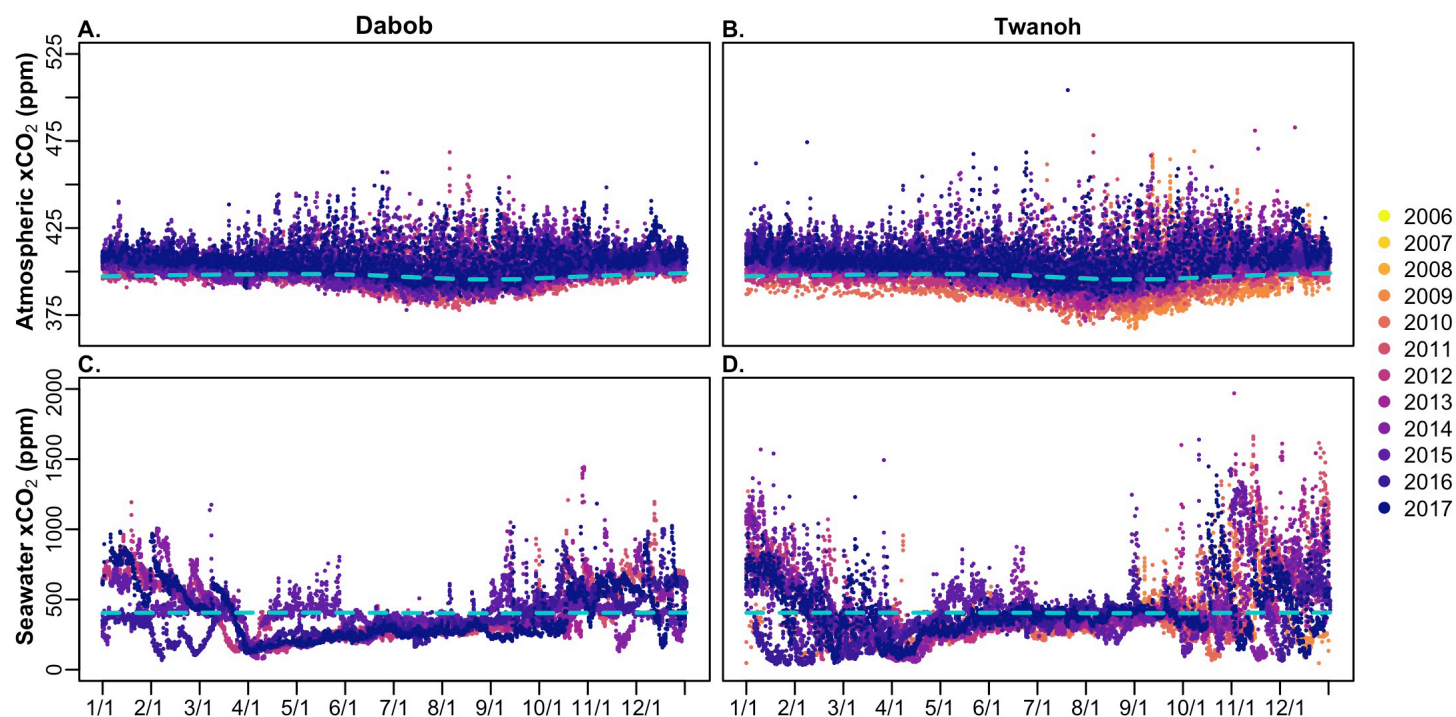 Dabob
Twanoh
A.
B.
Atmospheric xCO₂ (ppm)
525
475
425
375
C.
D.
Seawater xCO₂ (ppm)
2000
1500
1000
500
0
1/1 2/1 3/1 4/1 5/1 6/1 7/1 8/1 9/1 10/1 11/1 12/1
1/1 2/1 3/1 4/1 5/1 6/1 7/1 8/1 9/1 10/1 11/1 12/1
2006
2007
2008
2009
2010
2011
2012
2013
2014
2015
2016
2017